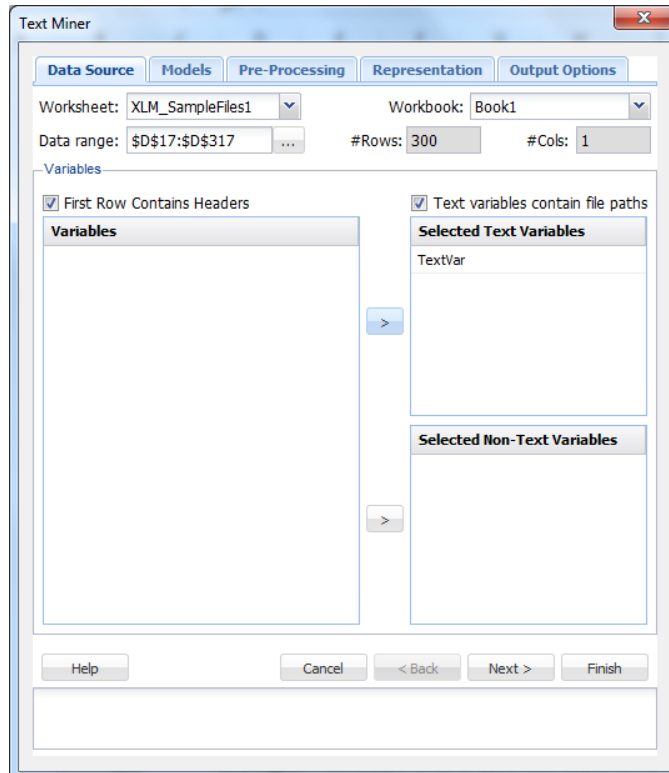 Text Miner
Data Source Models Pre-Processing Representation Output Options
Worksheet: XLM_SampleFiles1 Workbook: Book1
Data range: $D$17:$D$317 ... #Rows: 300 #Cols: 1
Variables
First Row Contains Headers Text variables contain file paths
Variables Selected Text Variables
TextVar
>
Selected Non-Text Variables
>
Help Cancel < Back Next > Finish